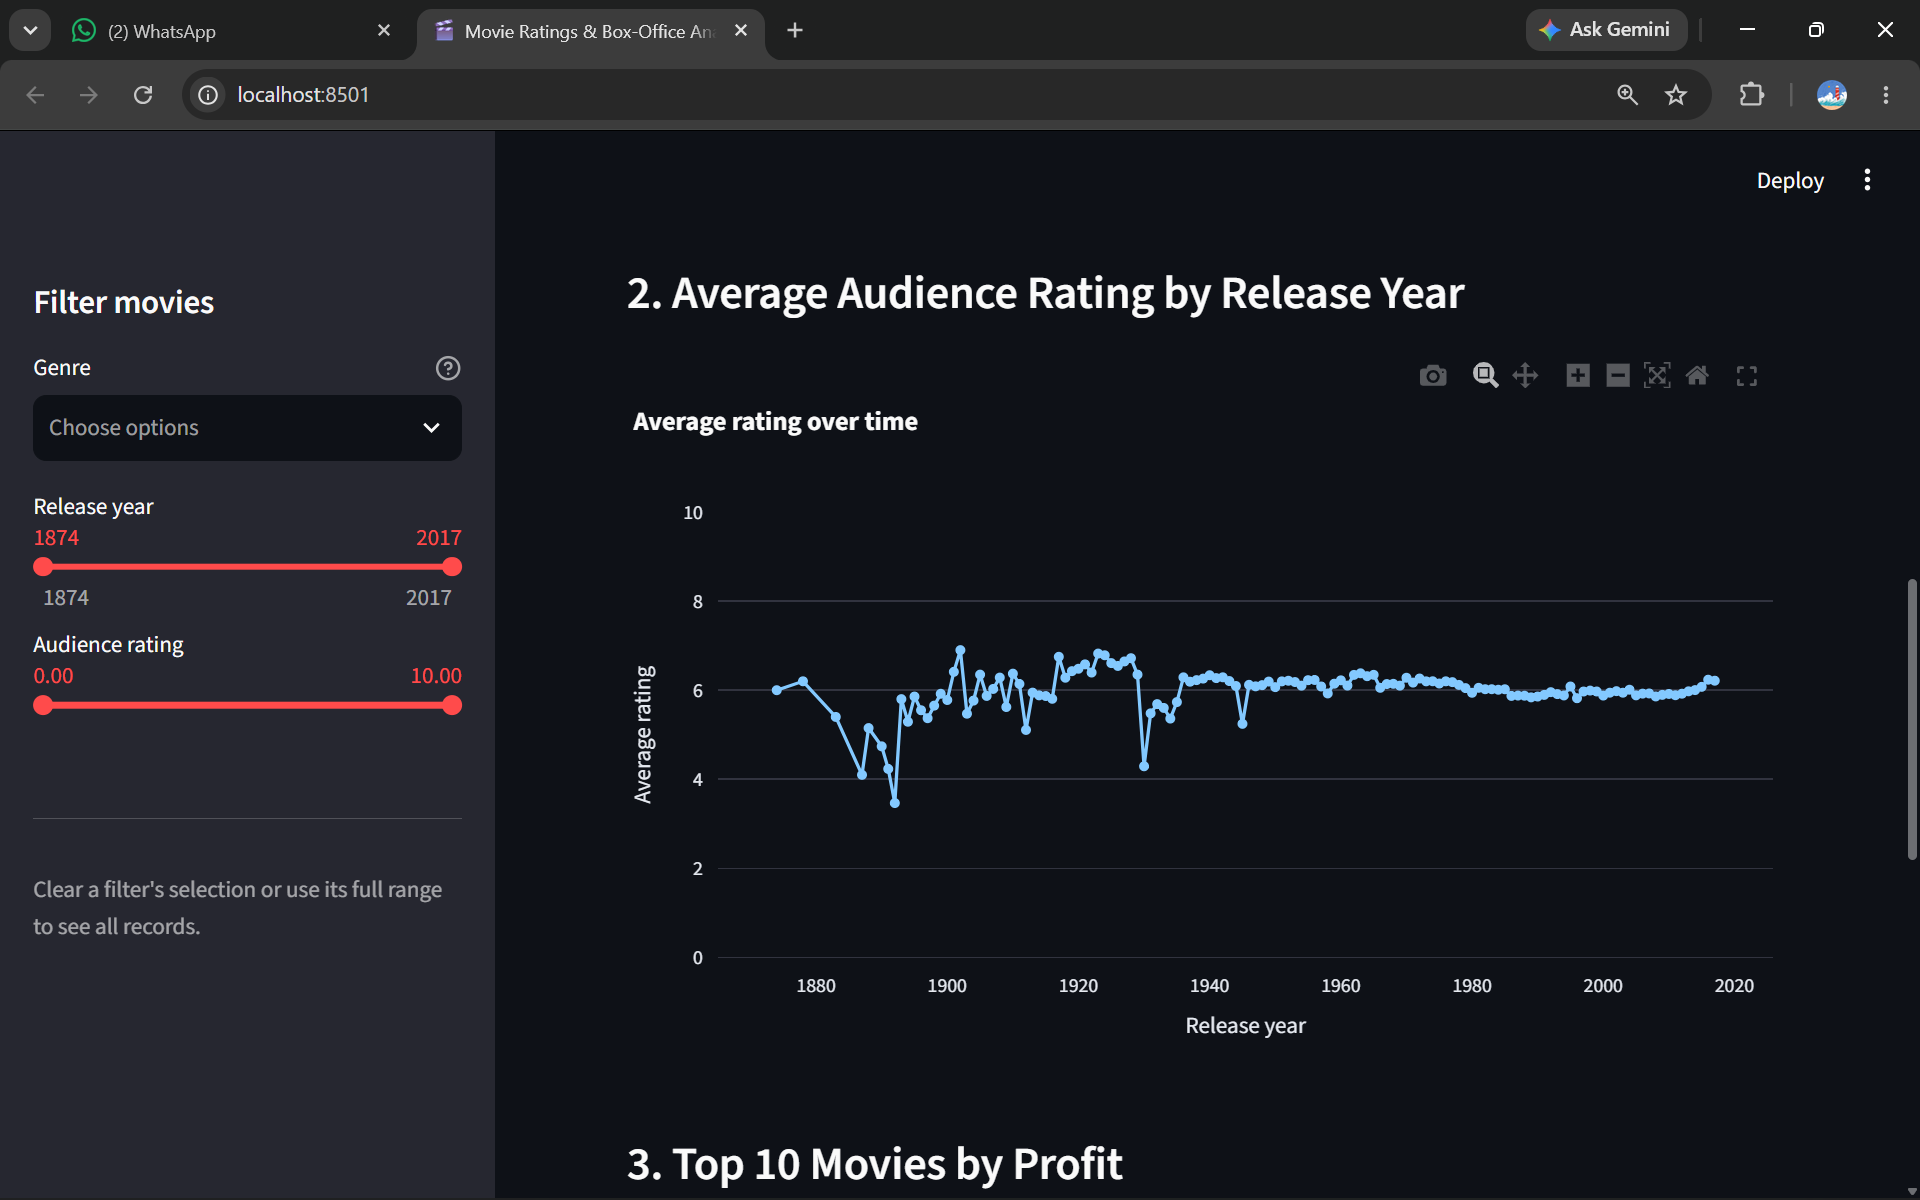 (2) WhatsApp
Movie Ratings & Box-Office An
Ask Gemini
localhost:8501
Deploy
Filter movies
Genre
Choose options
Release year
1874 2017
1874 2017
Audience rating
0.00 10.00
Clear a filter's selection or use its full range
to see all records.
2. Average Audience Rating by Release Year
Average rating over time
10
8
6
4
2
0
Average rating
1880 1900 1920 1940 1960 1980 2000 2020
Release year
3. Top 10 Movies by Profit